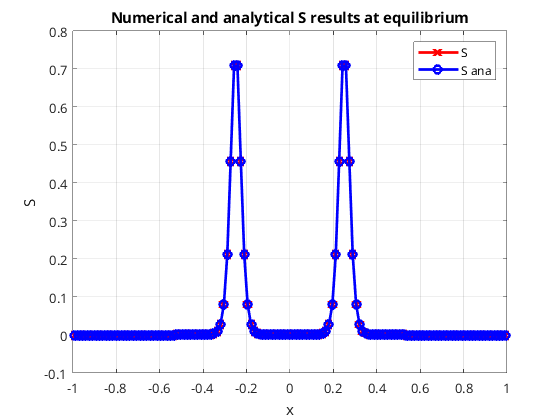 Numerical and analytical S results at equilibrium
0.8
0.7
0.6
0.5
0.4
0.3
0.2
0.1
0
-0.1
S
S
S ana
-1 -0.8 -0.6 -0.4 -0.2 0 0.2 0.4 0.6 0.8 1
x